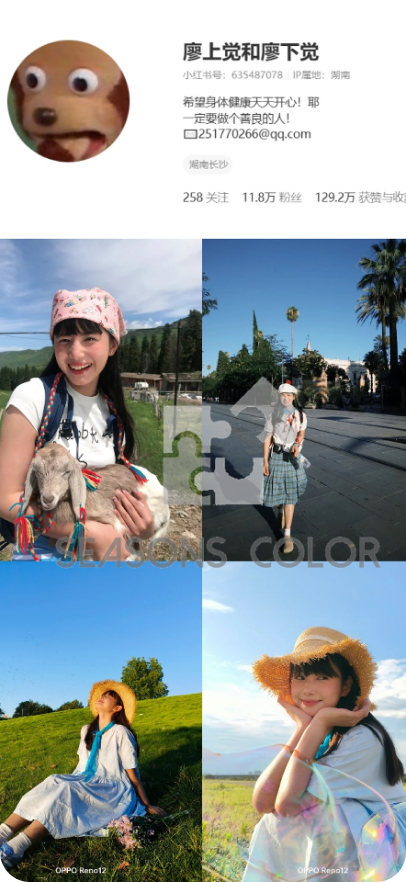 廖上觉和廖下觉
小红书号：635487078 IP属地：湖南
希望身体健康天天开心！耶
一定要做个善良的人！
251770266@qq.com
湖南长沙
258 关注 11.8万 粉丝 129.2万 获赞与收
SEASONS COLOR
OPPO Reno12 OPPO Reno12